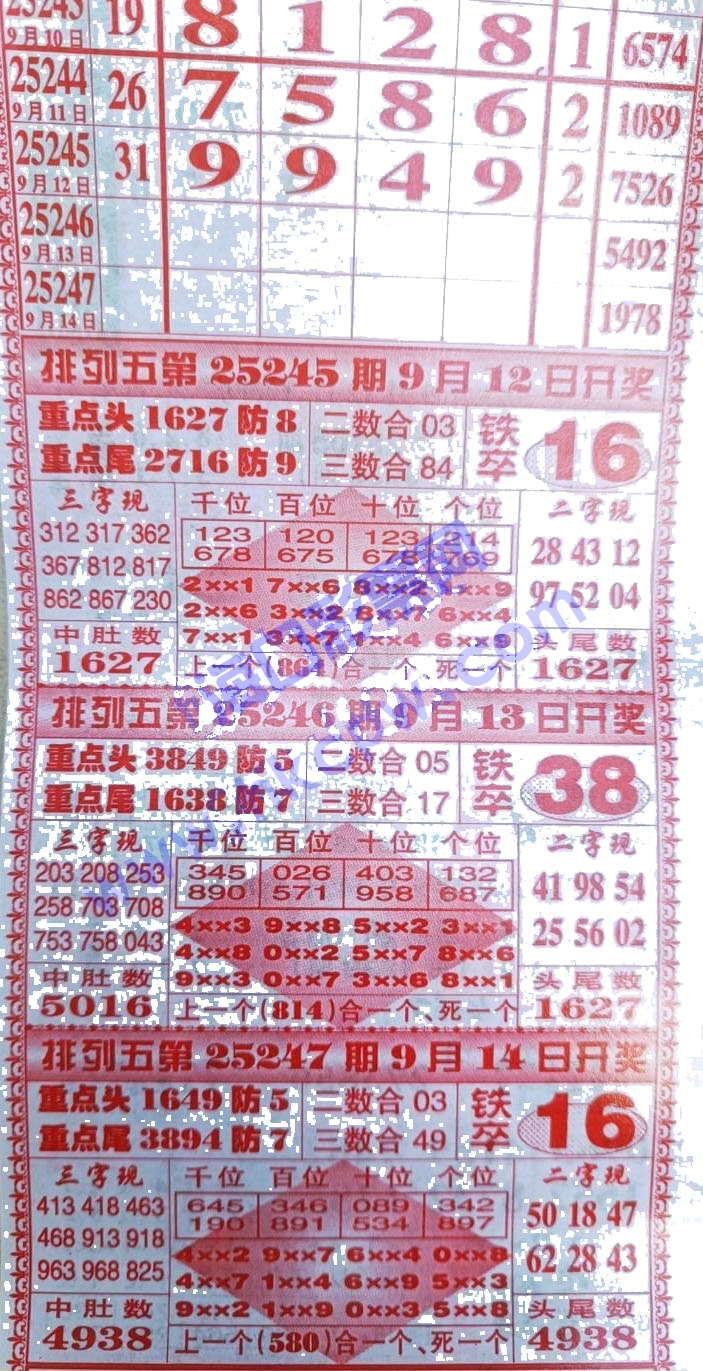 25243 19 8 1 2 8 1 6574
9月10日
25244 26 7 5 8 6 2 1089
9月11日
25245 31 9 9 4 9 2 7526
9月12日
25246 5492
9月13日
25247 1978
9月14日
排列五第25245期9月12日开奖
重点头1627防8 二数合03 铁卒 16
重点尾2716防9 三数合84
三字现 千位 百位 十位 个位 二字现
312 317 362 123 120 123 214 28 43 12
367 812 817 678 675 678 769 97 52 04
862 867 230 2××1 7××6 8××2 1××9
2××6 3××2 8××7 6××4
中肚数 7××1 3××7 1××4 头尾数
1627 上一个(86)合一个、死一个 1627
排列五第25246期9月13日开奖
重点头3849防5 二数合05 铁卒 38
重点尾1638防7 三数合17
三字现 千位 百位 十位 个位 二字现
203 208 253 345 026 403 132 41 98 54
258 703 708 890 571 958 687 25 56 02
753 758 043 4××3 9××8 5××2 3××1
4××8 0××2 5××7 8××6
中肚数 9××3 0××7 3××6 8××1 头尾数
5016 上一个(814)合一个、死一个 1627
排列五第25247期9月14日开奖
重点头1649防5 二数合03 铁卒 16
重点尾3894防7 三数合49
三字现 千位 百位 十位 个位 二字现
413 418 463 645 346 089 342 50 18 47
468 913 918 190 891 534 897 62 28 43
963 968 825 4××2 9××7 6××4 0××8
4××7 1××4 6××9 5××3
中肚数 9××2 1××9 0××3 5××8 头尾数
4938 上一个(580)合一个、死一个 4938